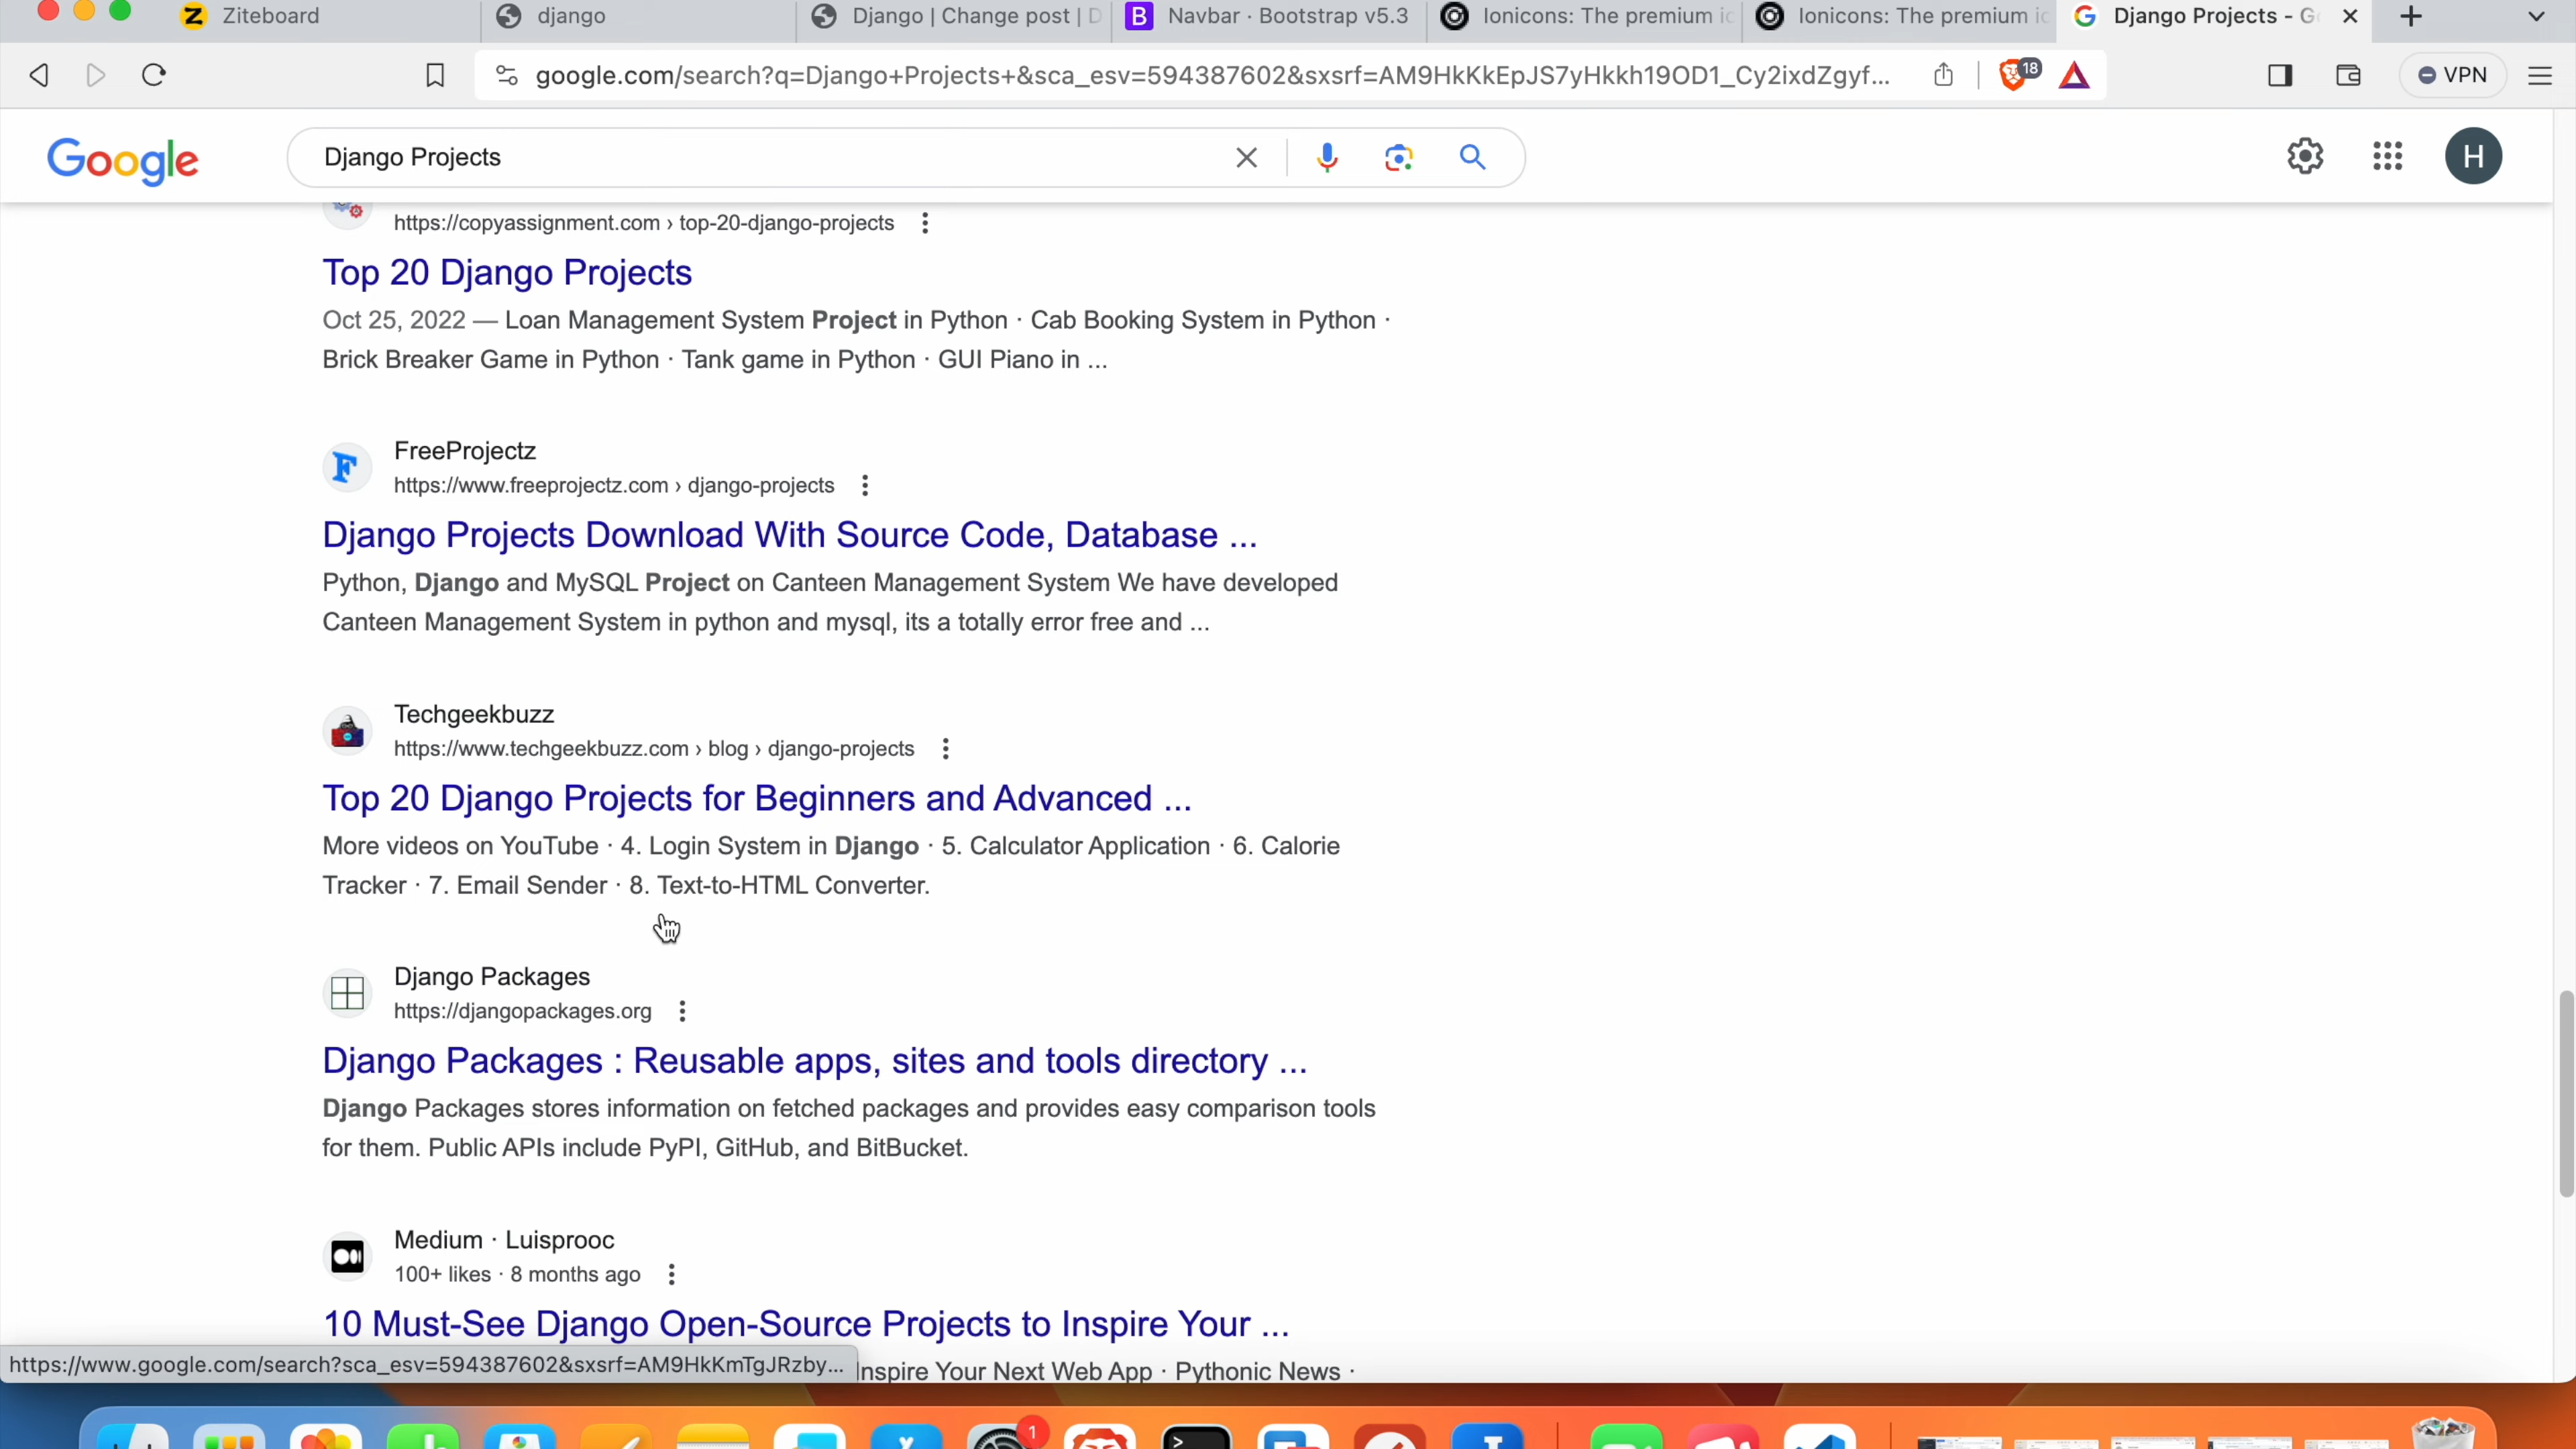 Ziteboard
django
Django | Change post | D
Navbar · Bootstrap v5.3
Ionicons: The premium ic
Ionicons: The premium ic
Django Projects - G
google.com/search?q=Django+Projects+&sca_esv=594387602&sxsrf=AM9HkKkEpJS7yHkkh19OD1_Cy2ixdZgyf...
18
VPN
Google
Django Projects
H
https://copyassignment.com › top-20-django-projects
Top 20 Django Projects
Oct 25, 2022 — Loan Management System Project in Python · Cab Booking System in Python ·
Brick Breaker Game in Python · Tank game in Python · GUI Piano in ...
FreeProjectz
https://www.freeprojectz.com › django-projects
Django Projects Download With Source Code, Database ...
Python, Django and MySQL Project on Canteen Management System We have developed
Canteen Management System in python and mysql, its a totally error free and ...
Techgeekbuzz
https://www.techgeekbuzz.com › blog › django-projects
Top 20 Django Projects for Beginners and Advanced ...
More videos on YouTube · 4. Login System in Django · 5. Calculator Application · 6. Calorie
Tracker · 7. Email Sender · 8. Text-to-HTML Converter.
Django Packages
https://djangopackages.org
Django Packages : Reusable apps, sites and tools directory ...
Django Packages stores information on fetched packages and provides easy comparison tools
for them. Public APIs include PyPI, GitHub, and BitBucket.
Medium · Luisprooc
100+ likes · 8 months ago
10 Must-See Django Open-Source Projects to Inspire Your ...
https://www.google.com/search?sca_esv=594387602&sxsrf=AM9HkKmTgJRzby...
Inspire Your Next Web App · Pythonic News ·
1